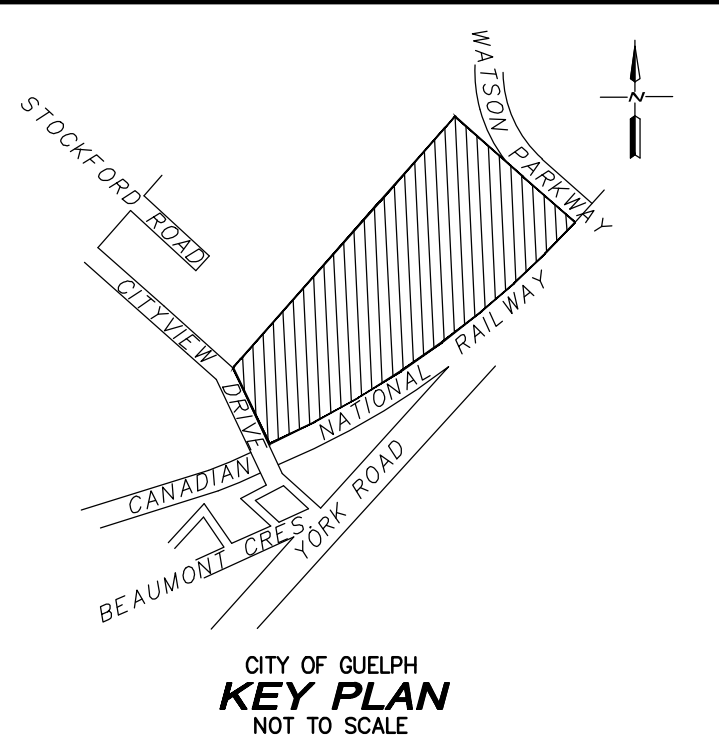 WATSON PARKWAY
N
STOCKFORD ROAD
CITYVIEW DRIVE
CANADIAN NATIONAL RAILWAY
YORK ROAD
BEAUMONT CRES.
CITY OF GUELPH
KEY PLAN
NOT TO SCALE